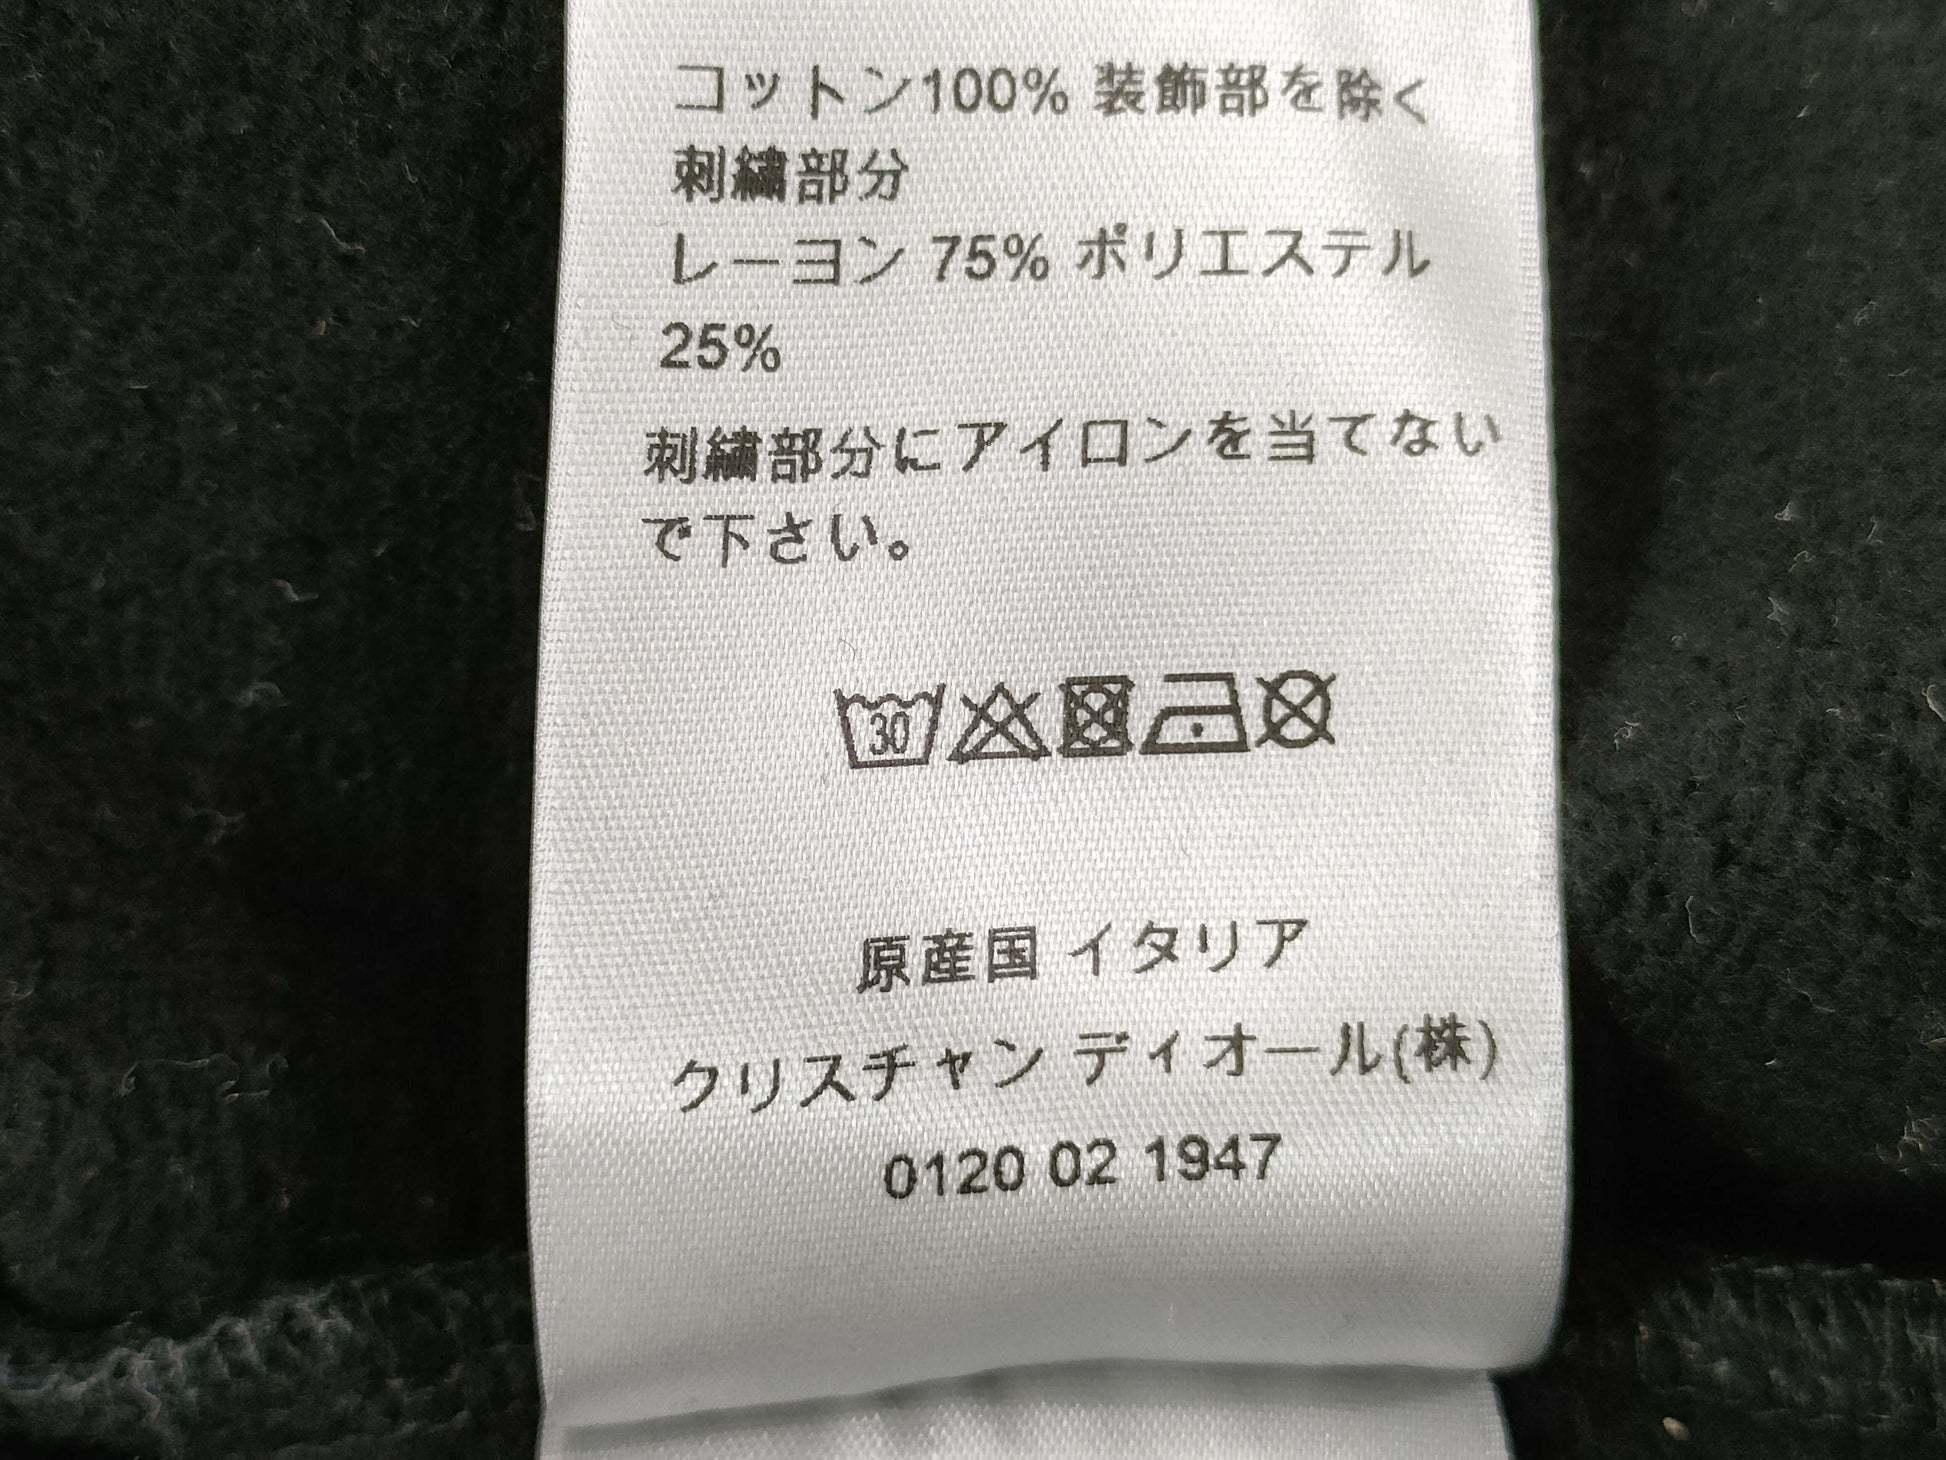 コットン100% 装飾部を除く
刺繍部分
レーヨン 75% ポリエステル
25%
刺繍部分にアイロンを当てない
で下さい。
30
原産国 イタリア
クリスチャン ディオール(株)
0120 02 1947